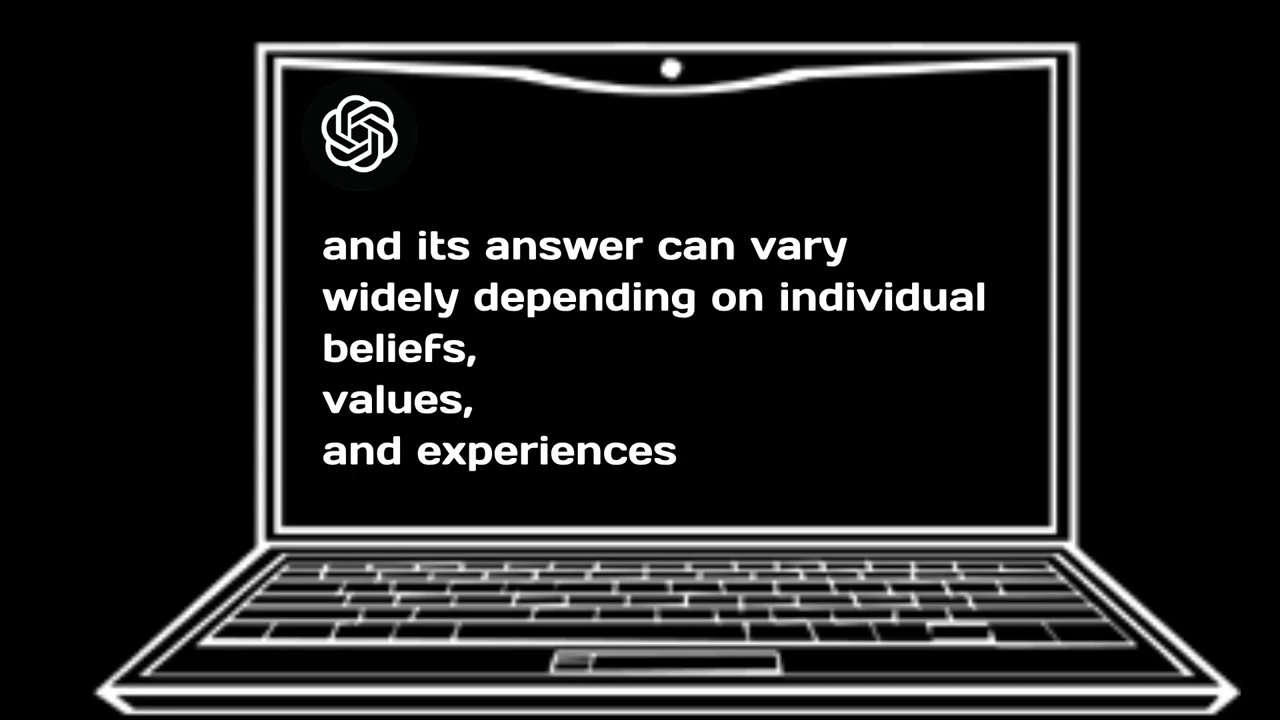 and its answer can vary
widely depending on individual
beliefs,
values,
and experiences